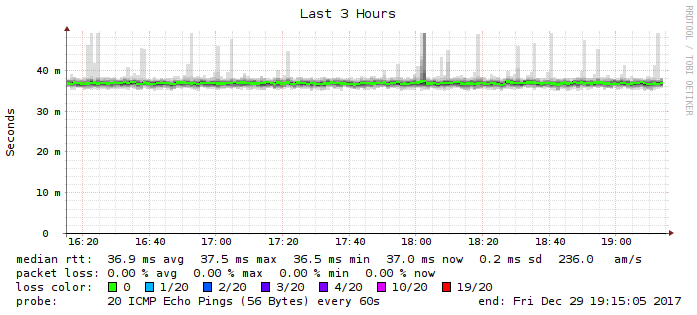 Last 3 Hours
RRDTOOL / TOBI OETIKER
Seconds
40 m
30 m
20 m
10 m
0
16:20 16:40 17:00 17:20 17:40 18:00 18:20 18:40 19:00
median rtt: 36.9 ms avg 37.5 ms max 36.5 ms min 37.0 ms now 0.2 ms sd 236.0 am/s
packet loss: 0.00 % avg 0.00 % max 0.00 % min 0.00 % now
loss color: 0 1/20 2/20 3/20 4/20 10/20 19/20
probe: 20 ICMP Echo Pings (56 Bytes) every 60s end: Fri Dec 29 19:15:05 2017